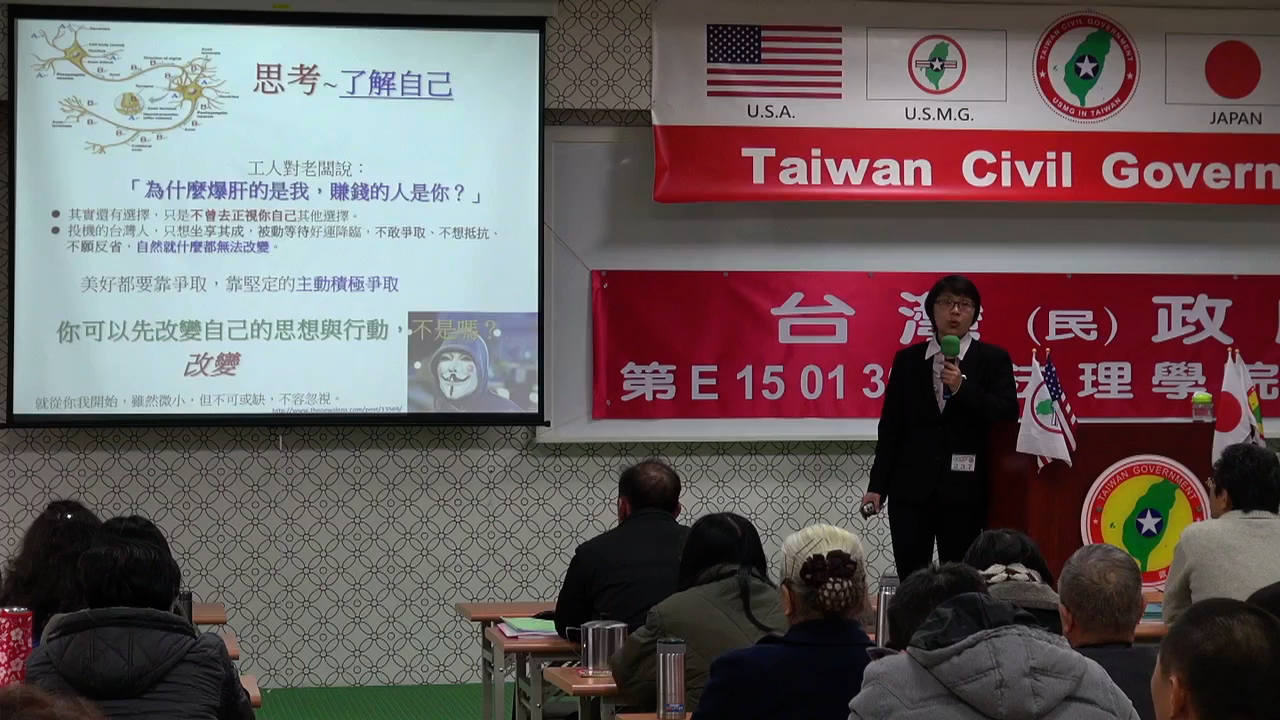 思考~了解自己
工人對老闆說：
「為什麼爆肝的是我，賺錢的人是你？」
● 其實還有選擇，只是不曾去正視你自己其他選擇。
● 投機的台灣人，只想坐享其成，被動等待好運降臨，不敢爭取、不想抵抗、
不願反省，自然就什麼都無法改變。
美好都要靠爭取，靠堅定的主動積極爭取
你可以先改變自己的思想與行動，不是嗎？
改變
就從你我開始，雖然微小，但不可或缺，不容忽視。
TAIWAN CIVIL GOVERNMENT
USMG IN TAIWAN
U.S.A.
U.S.M.G.
JAPAN
Taiwan Civil Govern
台灣（民）政
第E 15 01 3
理學院
TAIWAN GOVERNMENT